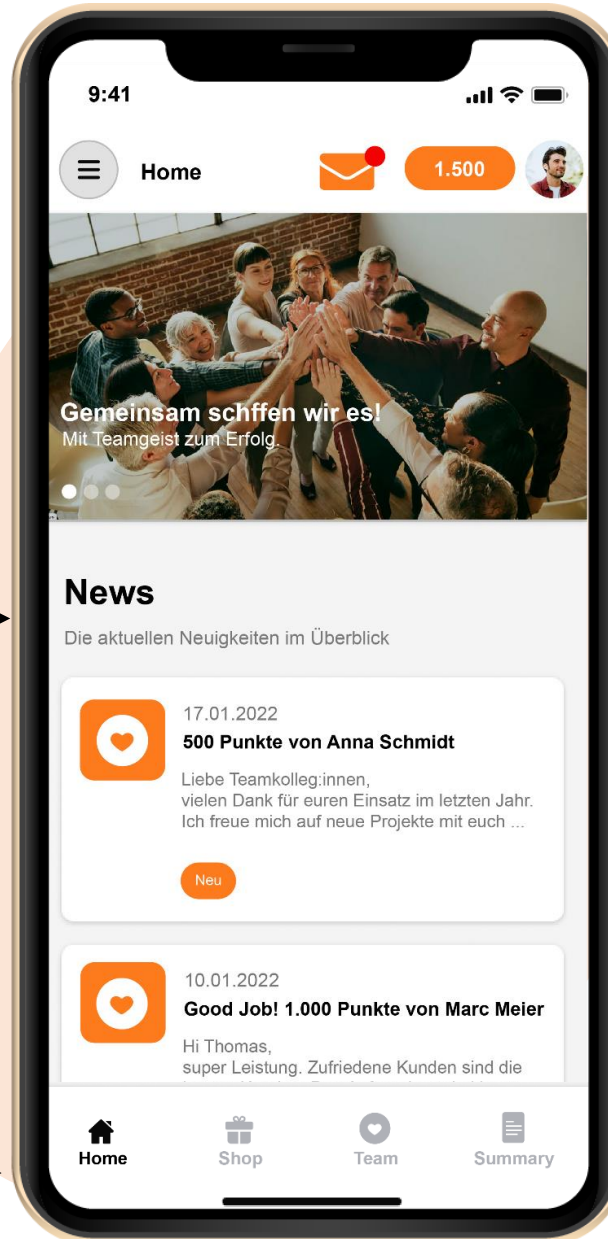 9:41
Home
1.500
Gemeinsam schffen wir es!
Mit Teamgeist zum Erfolg.
News
Die aktuellen Neuigkeiten im Überblick
17.01.2022
500 Punkte von Anna Schmidt
Liebe Teamkolleg:innen,
vielen Dank für euren Einsatz im letzten Jahr.
Ich freue mich auf neue Projekte mit euch ...
Neu
10.01.2022
Good Job! 1.000 Punkte von Marc Meier
Hi Thomas,
super Leistung. Zufriedene Kunden sind die
Home
Shop
Team
Summary